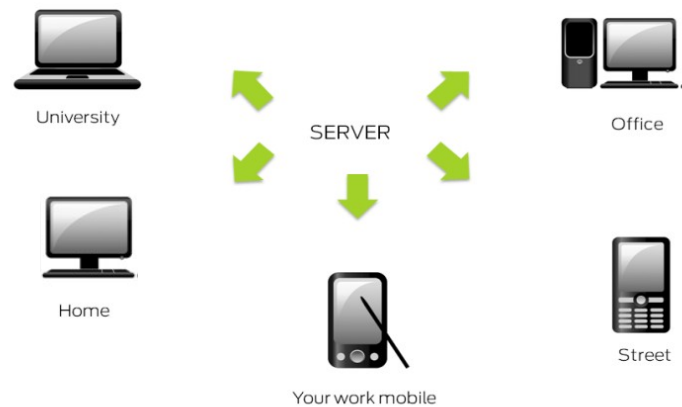 University
SERVER
Office
Home
Street
Your work mobile